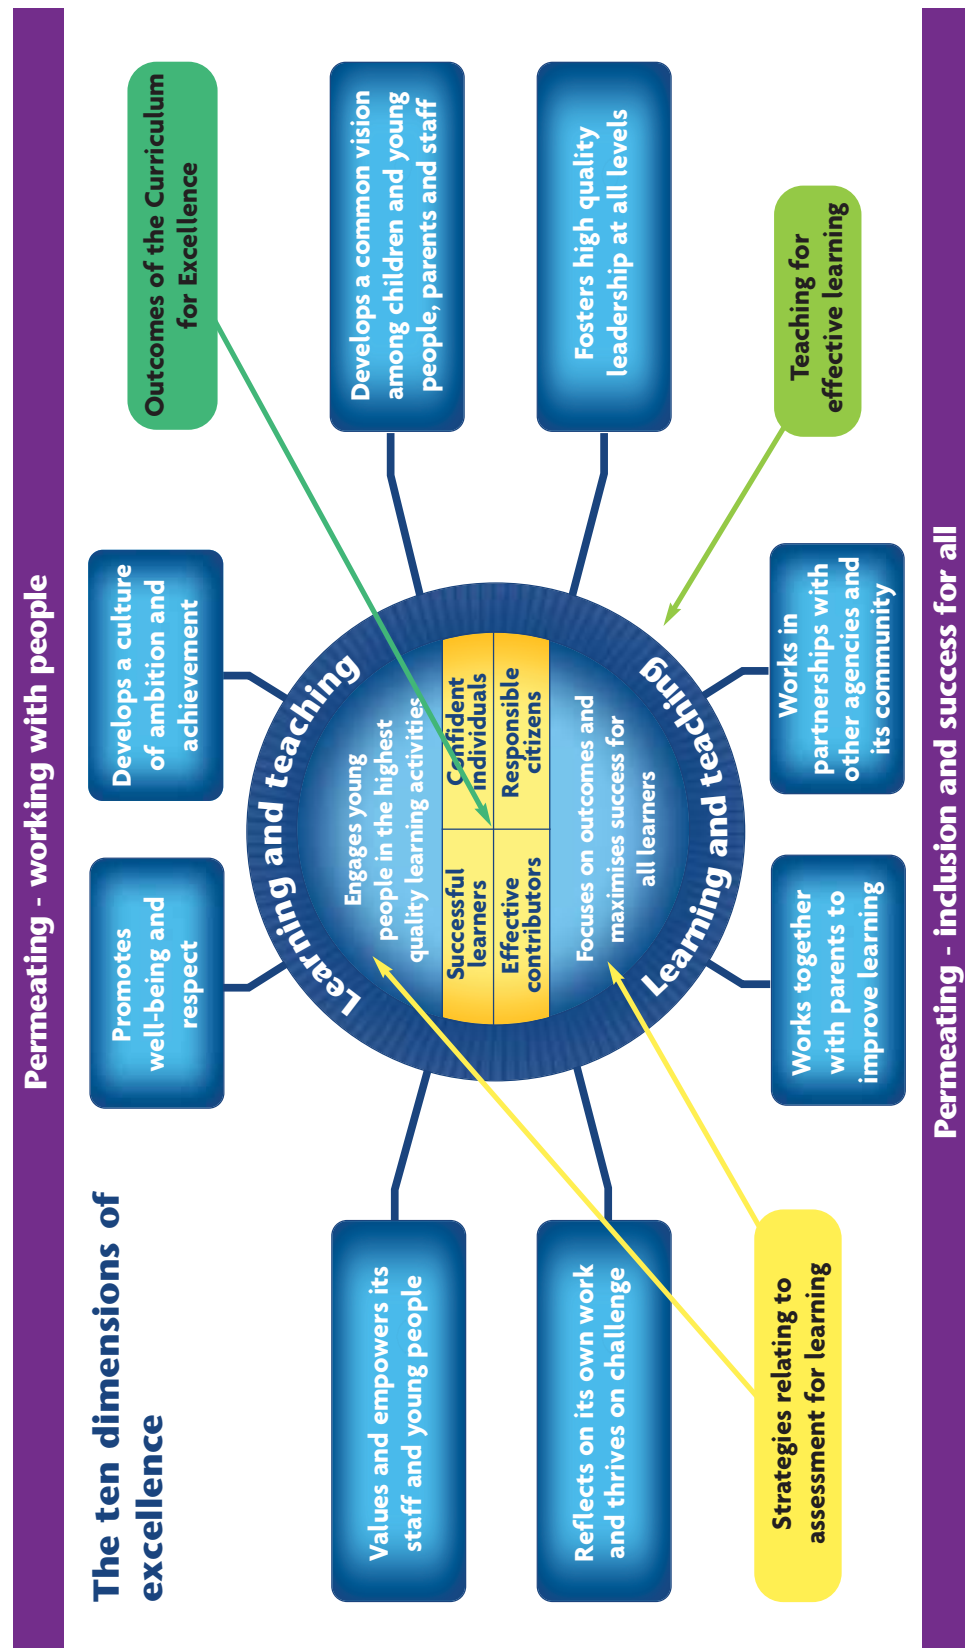 Permeating - working with people
The ten dimensions of
excellence
Promotes
well-being and
respect
Develops a culture
of ambition and
achievement
Outcomes of the Curriculum
for Excellence
Values and empowers its
staff and young people
Develops a common vision
among children and young
people, parents and staff
Learning and teaching
Engages young
people in the highest
quality learning activities
Successful
learners
Confident
individuals
Effective
contributors
Responsible
citizens
Focuses on outcomes and
maximises success for
all learners
Learning and teaching
Reflects on its own work
and thrives on challenge
Fosters high quality
leadership at all levels
Strategies relating to
assessment for learning
Works together
with parents to
improve learning
Works in
partnerships with
other agencies and
its community
Teaching for
effective learning
Permeating - inclusion and success for all